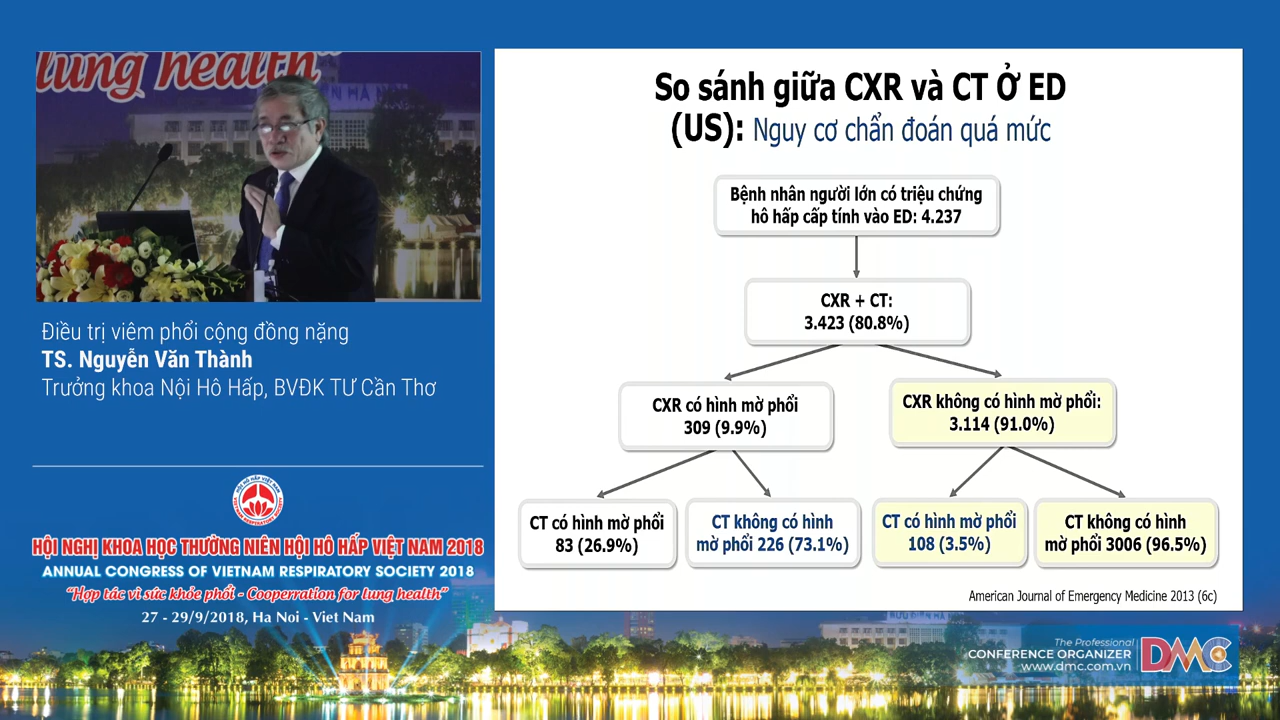 lung health"
Điều trị viêm phổi cộng đồng nặng
TS. Nguyễn Văn Thành
Trưởng khoa Nội Hô Hấp, BVĐK TƯ Cần Thơ
HỘI HÔ HẤP VIỆT NAM
HỘI NGHỊ KHOA HỌC THƯỜNG NIÊN HỘI HÔ HẤP VIỆT NAM 2018
ANNUAL CONGRESS OF VIETNAM RESPIRATORY SOCIETY 2018
"Hợp tác vì sức khỏe phổi - Cooperration for lung health"
27 - 29/9/2018, Ha Noi - Viet Nam
So sánh giữa CXR và CT Ở ED
(US): Nguy cơ chẩn đoán quá mức
Bệnh nhân người lớn có triệu chứng
hô hấp cấp tính vào ED: 4.237
CXR + CT:
3.423 (80.8%)
CXR có hình mờ phổi
309 (9.9%)
CXR không có hình mờ phổi:
3.114 (91.0%)
CT có hình mờ phổi
83 (26.9%)
CT không có hình
mờ phổi 226 (73.1%)
CT có hình mờ phổi
108 (3.5%)
CT không có hình
mờ phổi 3006 (96.5%)
American Journal of Emergency Medicine 2013 (6c)
The Professional
CONFERENCE ORGANIZER
www.dmc.com.vn
DMC